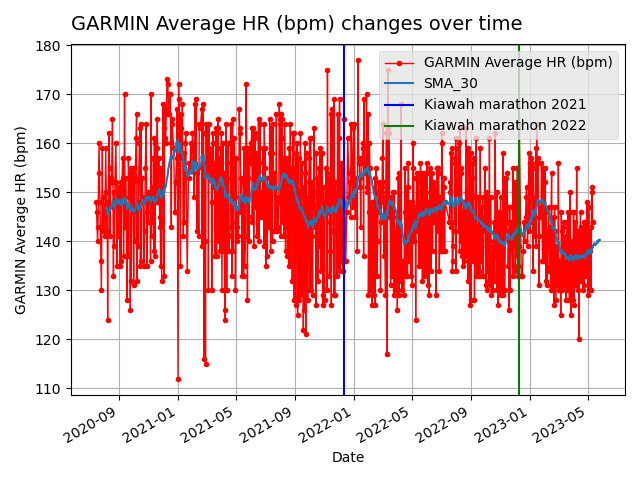 GARMIN Average HR (bpm) changes over time
GARMIN Average HR (bpm)
SMA_30
Kiawah marathon 2021
Kiawah marathon 2022
GARMIN Average HR (bpm)
180
170
160
150
140
130
120
110
2020-09
2021-01
2021-05
2021-09
2022-01
2022-05
2022-09
2023-01
2023-05
Date